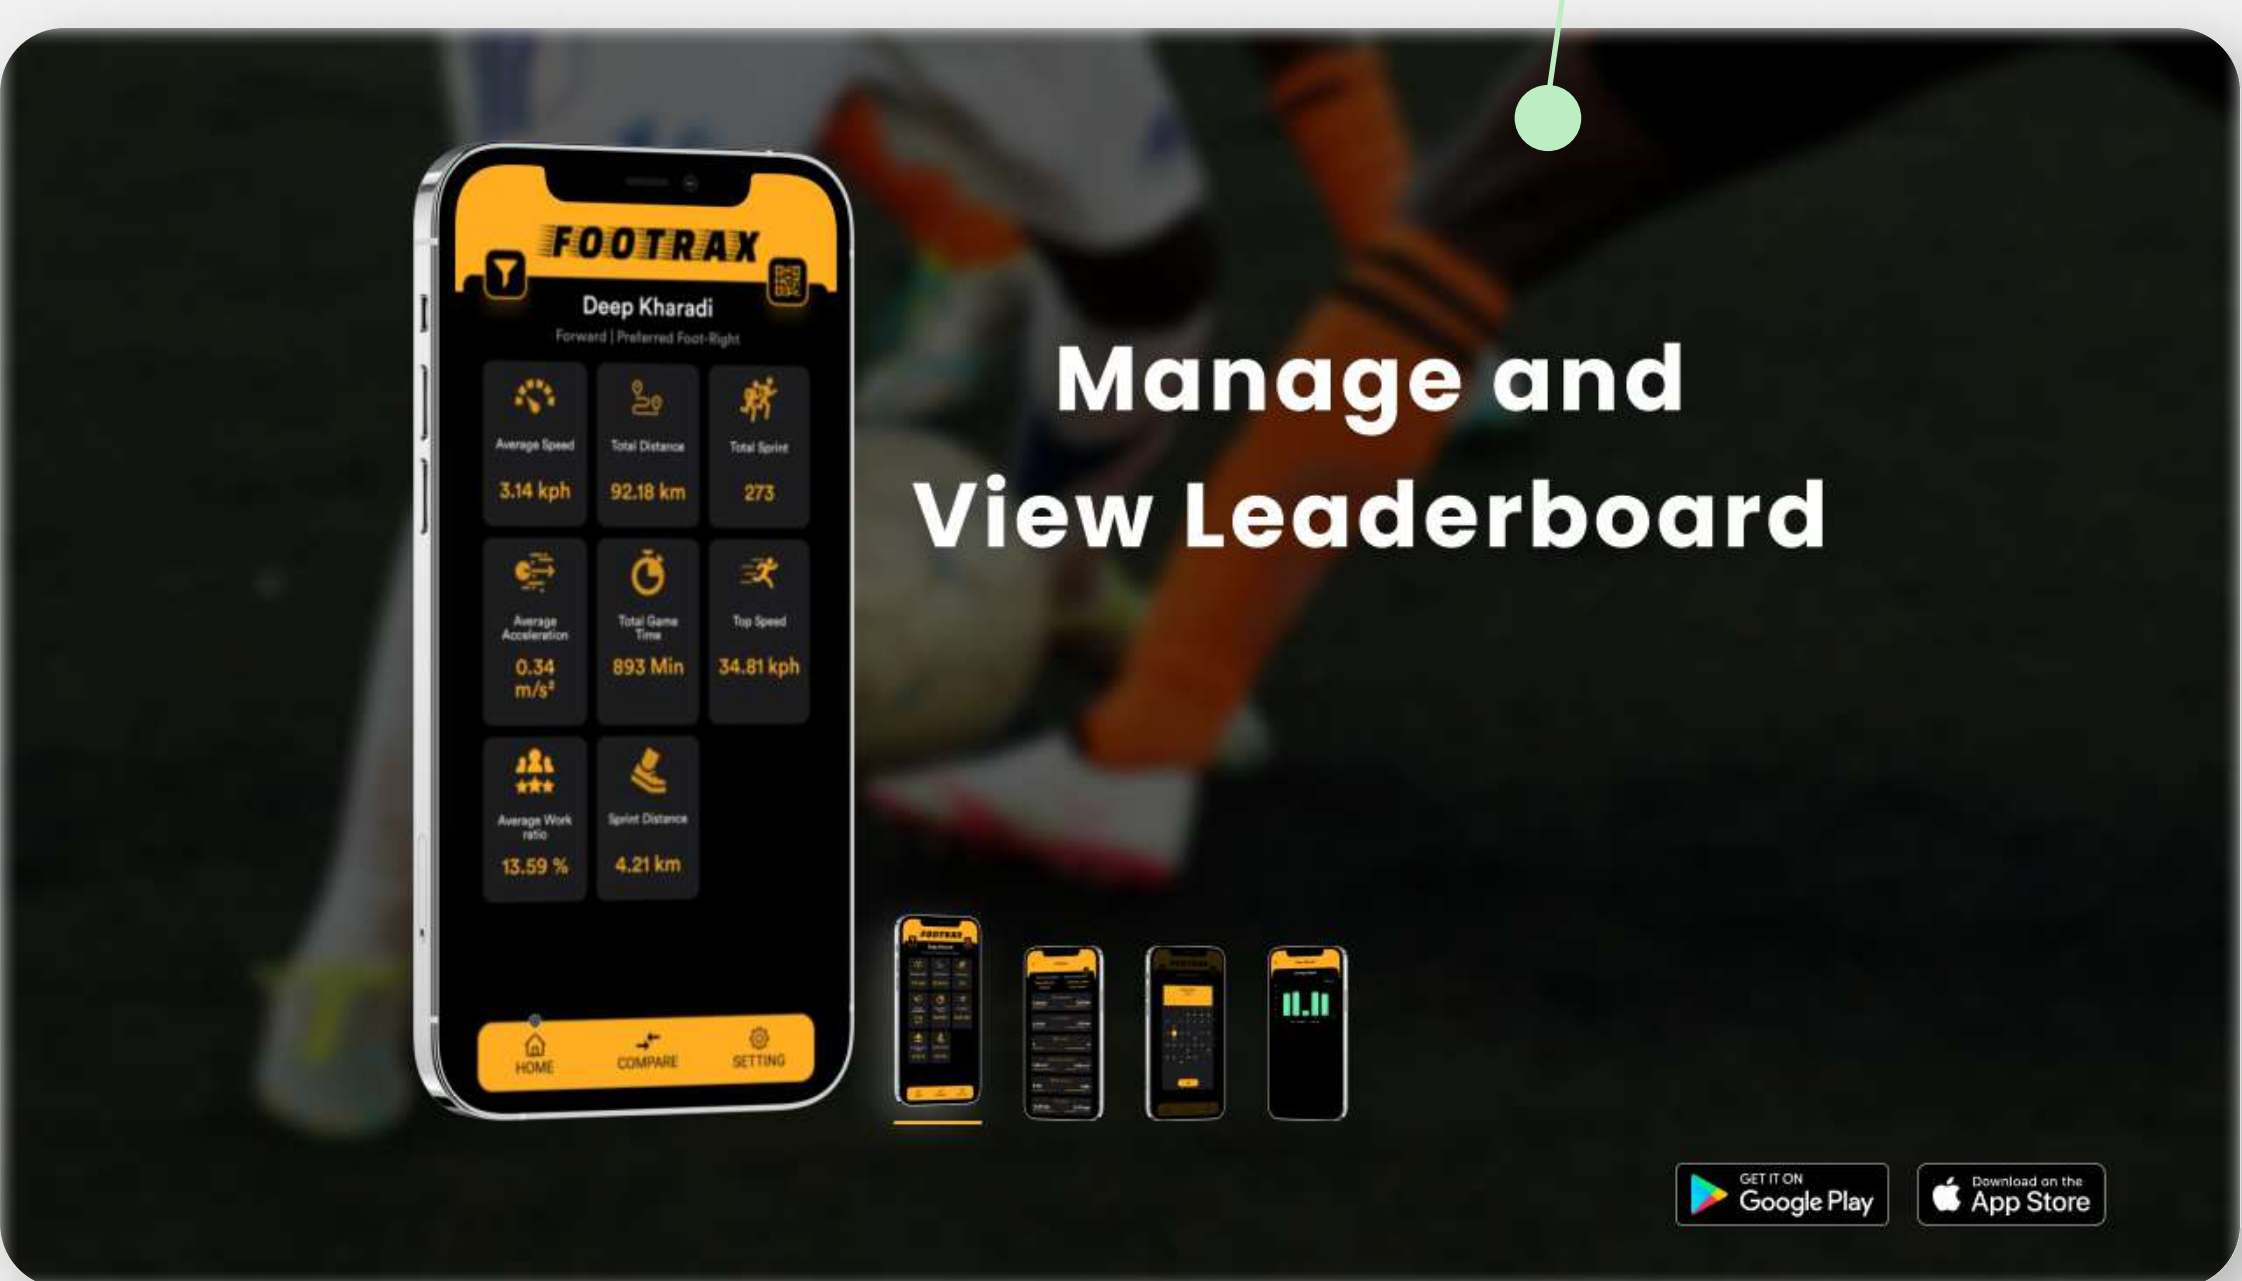 FOOTRAX
Deep Kharadi
Forward | Preferred Foot-Right
Average Speed
3.14 kph
Total Distance
92.18 km
Total Sprint
273
Average
Acceleration
0.34
m/s²
Total Game
Time
893 Min
Top Speed
34.81 kph
Average Work
ratio
13.59 %
Sprint Distance
4.21 km
HOME
COMPARE
SETTING
Manage and
View Leaderboard
FOOTRAX
GET IT ON
Google Play
Download on the
App Store